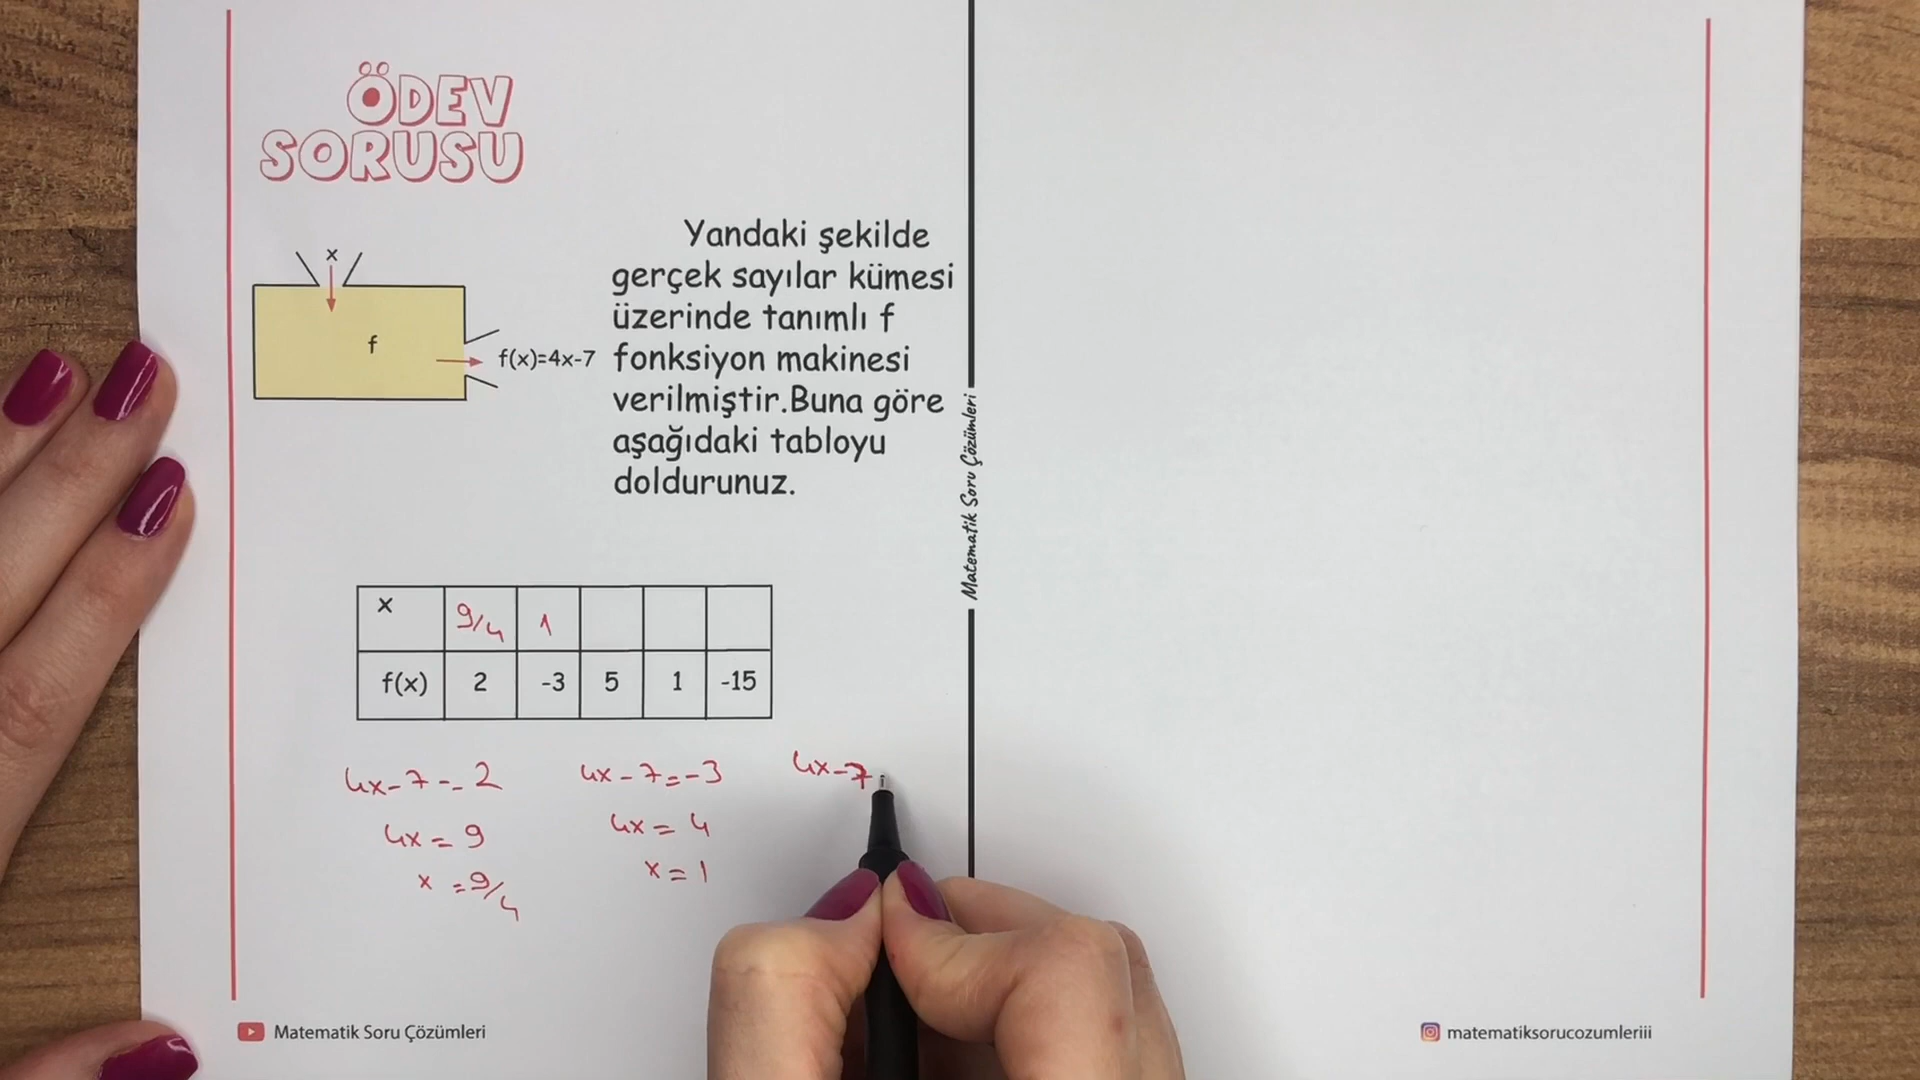 ÖDEV
SORUSU
x
f
f(x)=4x-7
Yandaki şekilde
gerçek sayılar kümesi
üzerinde tanımlı f
fonksiyon makinesi
verilmiştir.Buna göre
aşağıdaki tabloyu
doldurunuz.
Matematik Soru Çözümleri
x 9/4 1
f(x) 2 -3 5 1 -15
4x-7=2
4x=9
x=9/4
4x-7=-3
4x=4
x=1
4x-7
Matematik Soru Çözümleri
matematiksorucozumleriii